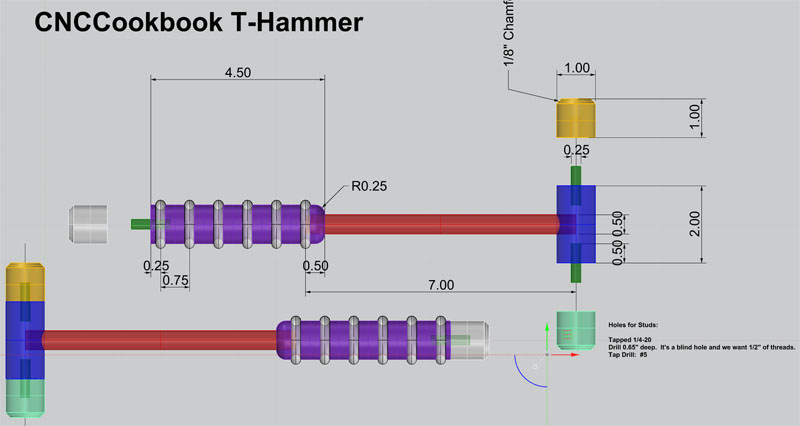 CNCCookbook T-Hammer
1/8" Chamf
4.50
1.00
1.00
0.25
R0.25
0.50
2.00
0.50
0.25
0.75
0.50
7.00
Holes for Studs:
Tapped 1/4-20
Drill 0.65" deep. It's a blind hole and we want 1/2" of threads.
Tap Drill: #5